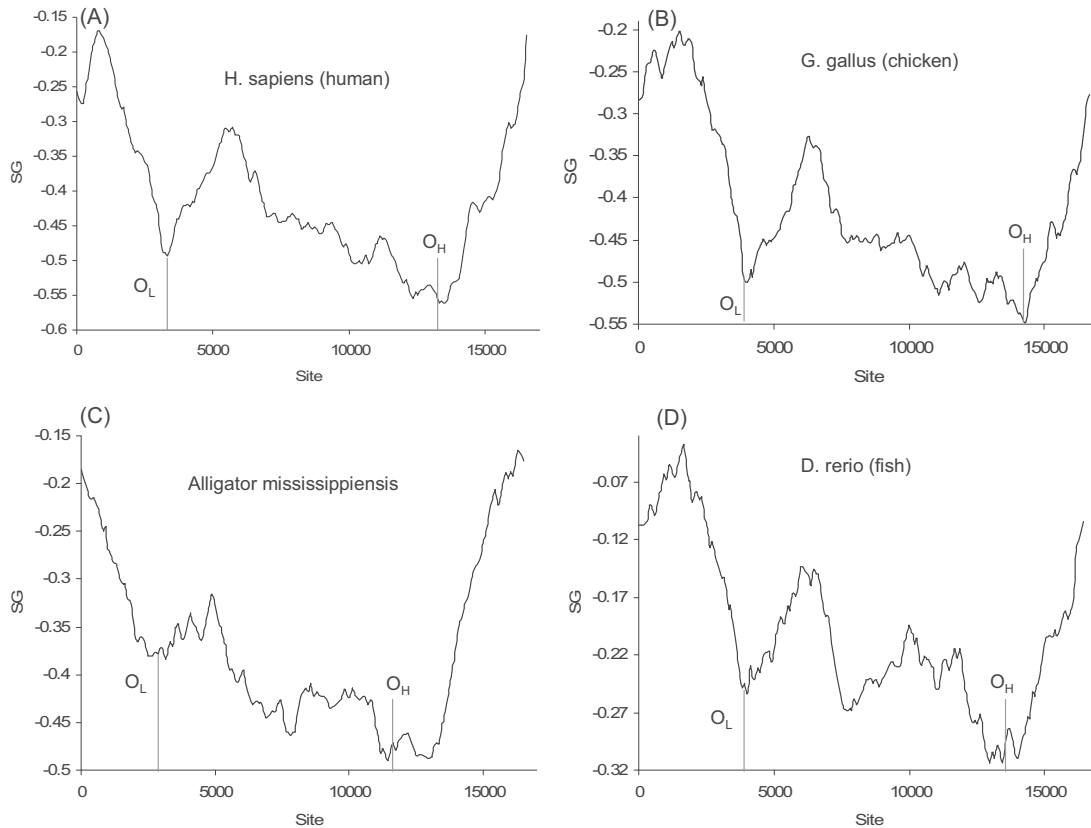 (A)
H. sapiens (human)
-0.15
-0.2
-0.25
-0.3
-0.35
-0.4
-0.45
-0.5
-0.55
-0.6
SG
OL
OH
0 5000 10000 15000
Site
(B)
G. gallus (chicken)
-0.2
-0.25
-0.3
-0.35
-0.4
-0.45
-0.5
-0.55
SG
OL
OH
0 5000 10000 15000
Site
(C)
Alligator mississippiensis
-0.15
-0.2
-0.25
-0.3
-0.35
-0.4
-0.45
-0.5
SG
OL
OH
0 5000 10000 15000
Site
(D)
D. rerio (fish)
-0.07
-0.12
-0.17
-0.22
-0.27
-0.32
SG
OL
OH
0 5000 10000 15000
Site